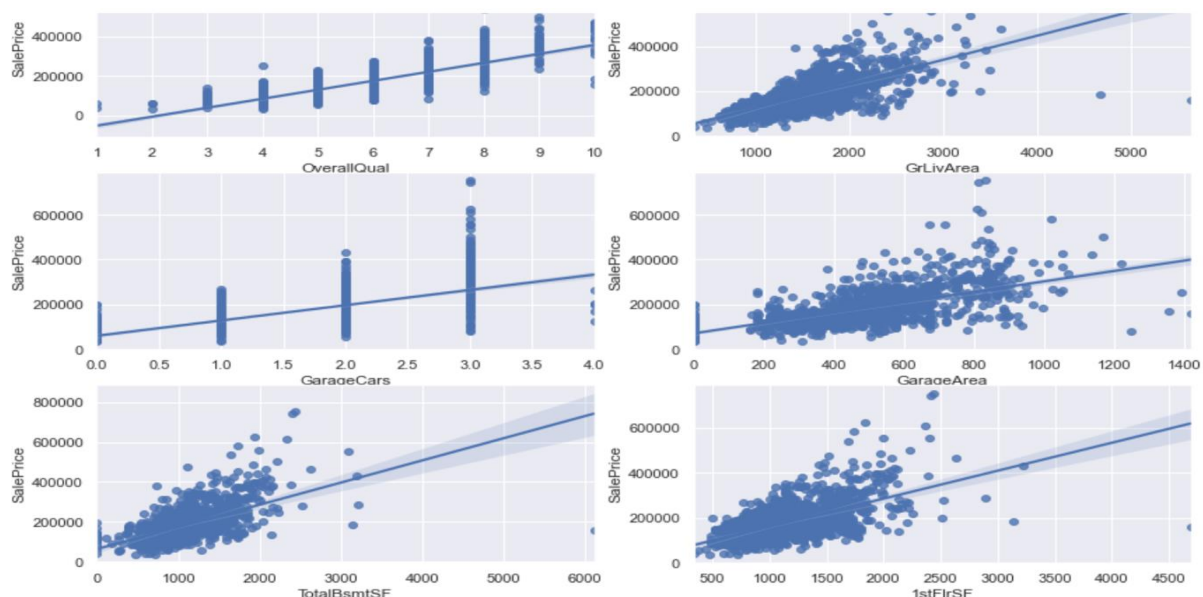 SalePrice
400000
200000
0
1 2 3 4 5 6 7 8 9 10
OverallQual
SalePrice
400000
200000
0
1000 2000 3000 4000 5000
GrLivArea
SalePrice
600000
400000
200000
0
0.0 0.5 1.0 1.5 2.0 2.5 3.0 3.5 4.0
GarageCars
SalePrice
600000
400000
200000
0
0 200 400 600 800 1000 1200 1400
GarageArea
SalePrice
800000
600000
400000
200000
0
0 1000 2000 3000 4000 5000 6000
TotalBsmtSF
SalePrice
600000
400000
200000
0
500 1000 1500 2000 2500 3000 3500 4000 4500
1stFlrSF